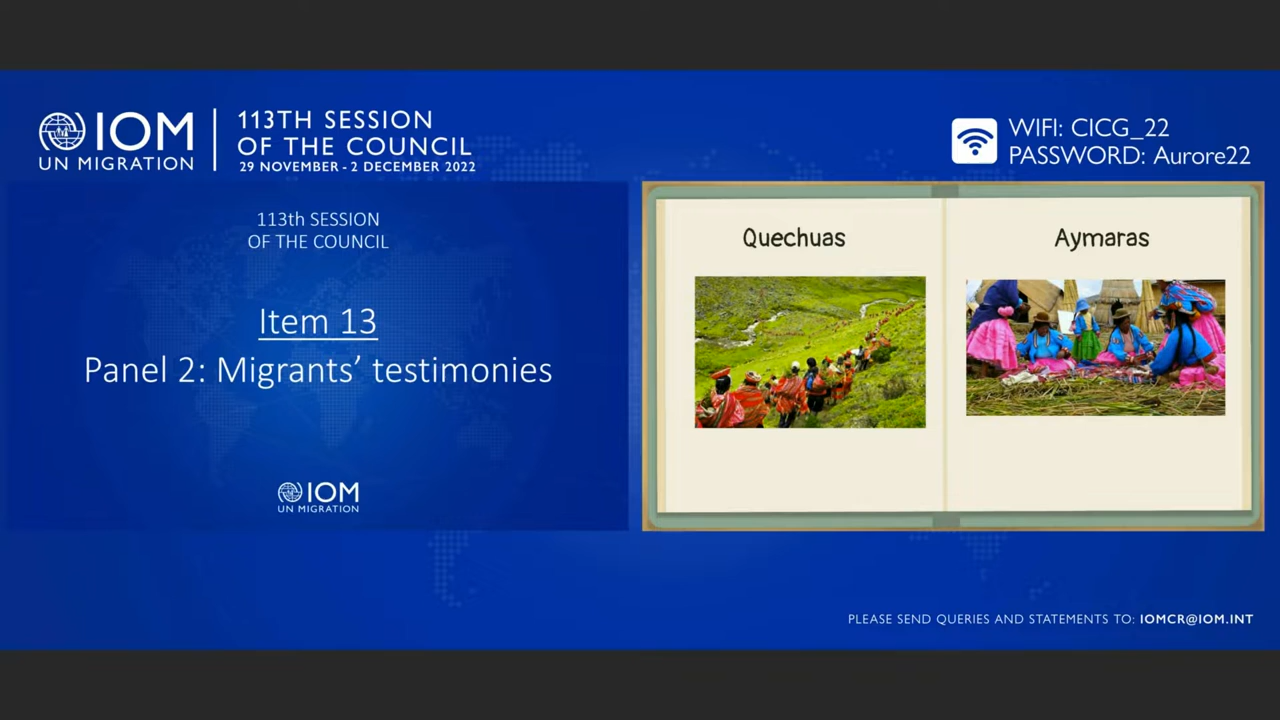 IOM
UN MIGRATION
113TH SESSION
OF THE COUNCIL
29 NOVEMBER - 2 DECEMBER 2022
WIFI: CICG_22
PASSWORD: Aurore22
113th SESSION
OF THE COUNCIL
Item 13
Panel 2: Migrants’ testimonies
IOM
UN MIGRATION
Quechuas
Aymaras
PLEASE SEND QUERIES AND STATEMENTS TO: IOMCR@IOM.INT